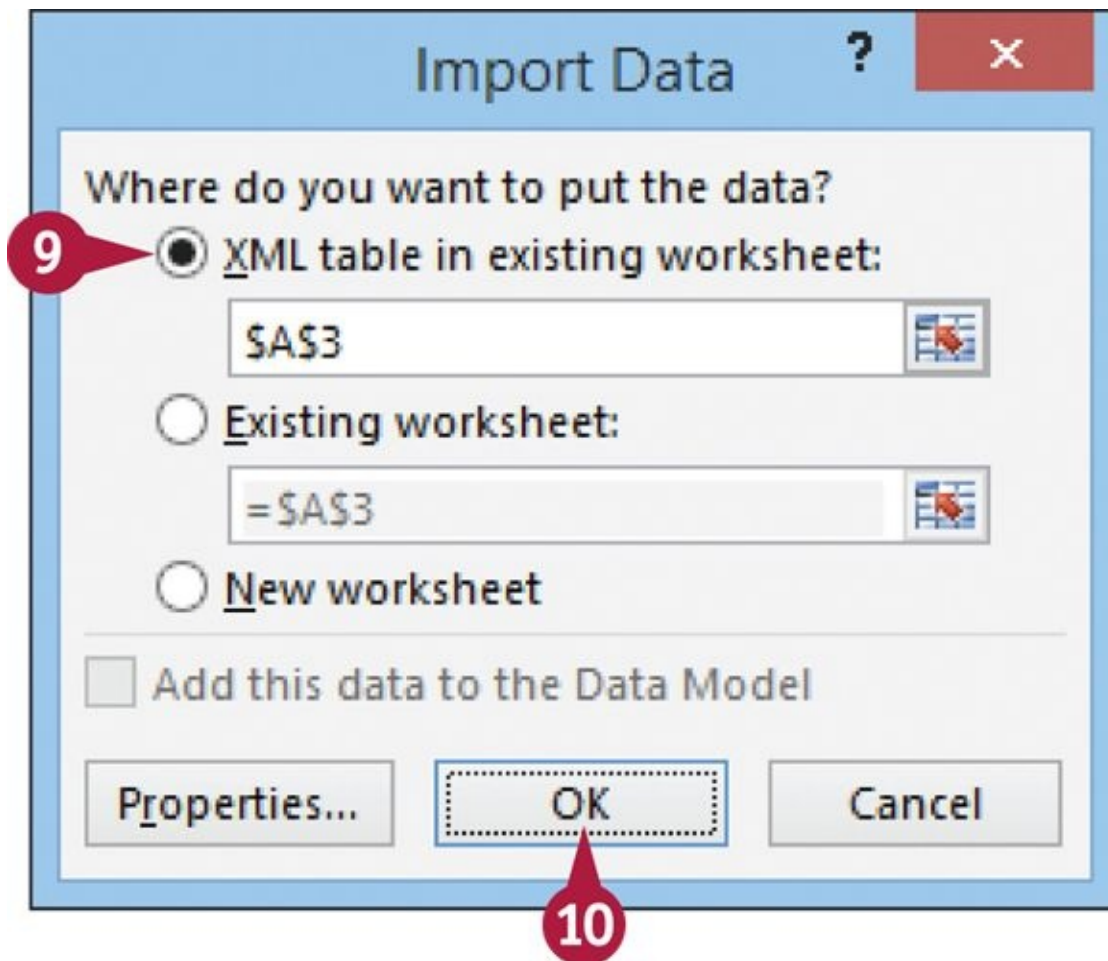 Import Data
?
×
Where do you want to put the data?
9
XML table in existing worksheet:
$A$3
Existing worksheet:
=$A$3
New worksheet
Add this data to the Data Model
Properties...
OK
Cancel
10